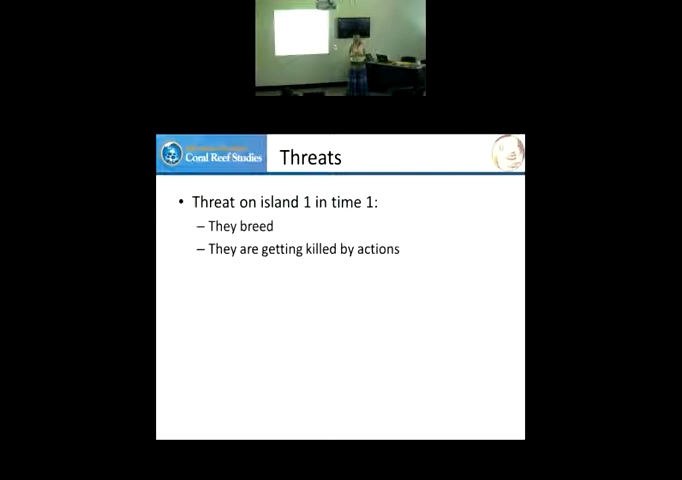 Coral Reef Studies
Threats
• Threat on island 1 in time 1:
– They breed
– They are getting killed by actions